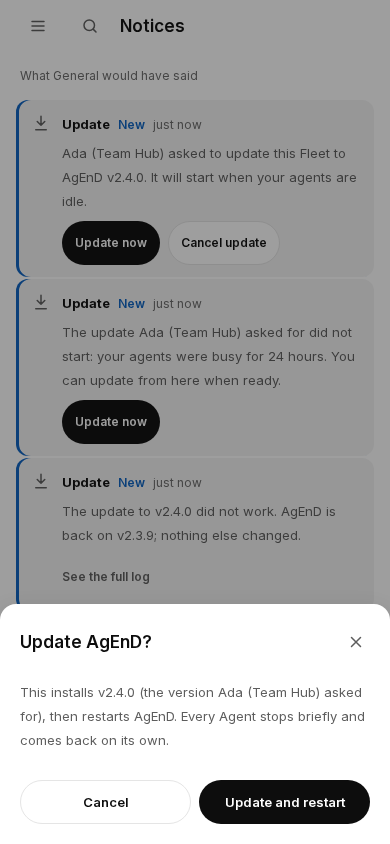 Notices
What General would have said
Update New just now
Ada (Team Hub) asked to update this Fleet to
AgEnD v2.4.0. It will start when your agents are
idle.
Update now Cancel update
Update New just now
The update Ada (Team Hub) asked for did not
start: your agents were busy for 24 hours. You
can update from here when ready.
Update now
Update New just now
The update to v2.4.0 did not work. AgEnD is
back on v2.3.9; nothing else changed.
See the full log
Update AgEnD?
This installs v2.4.0 (the version Ada (Team Hub) asked
for), then restarts AgEnD. Every Agent stops briefly and
comes back on its own.
Cancel Update and restart